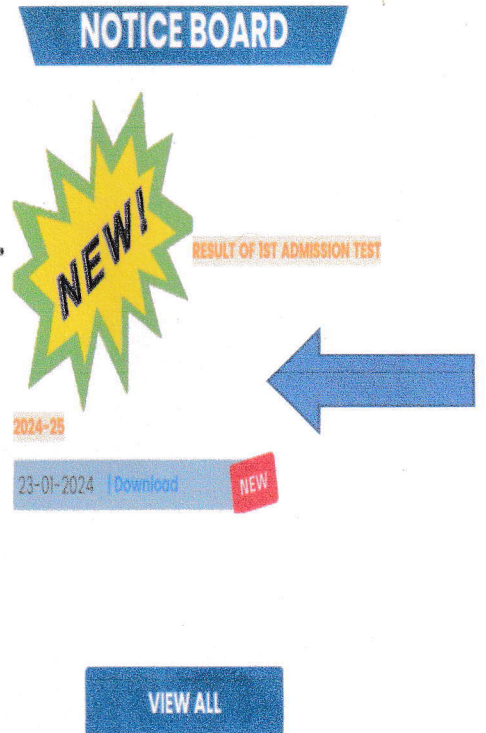 NOTICE BOARD
NEW!
RESULT OF 1ST ADMISSION TEST
2024-25
23-01-2024 | Download
NEW
VIEW ALL